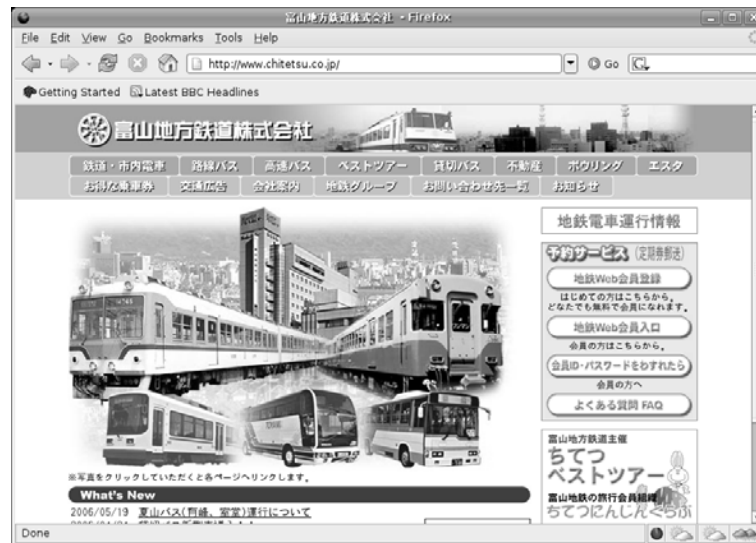 富山地方鉄道株式会社 - Firefox
File Edit View Go Bookmarks Tools Help
http://www.chitetsu.co.jp/ Go
Getting Started Latest BBC Headlines
富山地方鉄道株式会社
鉄道・市内電車 路線バス 高速バス ベストツアー 貸切バス 不動産 ボウリング エスタ
お得な乗車券 交通広告 会社案内 地鉄グループ お問い合わせ先一覧 お知らせ
地鉄電車運行情報
予約サービス (定期券郵送)
地鉄Web会員登録
はじめての方はこちらから。
どなたでも無料で会員になれます。
地鉄Web会員入口
会員の方はこちらから。
会員ID・パスワードをわすれたら
会員の方へ
よくある質問 FAQ
富山地方鉄道主催
ちてつ
ベストツアー
富山地鉄の旅行会員組織
ちてつにんじんくらぶ
※写真をクリックしていただくと各ページへリンクします。
What's New
2006/05/19 夏山バス(有峰、室堂)運行について
Done